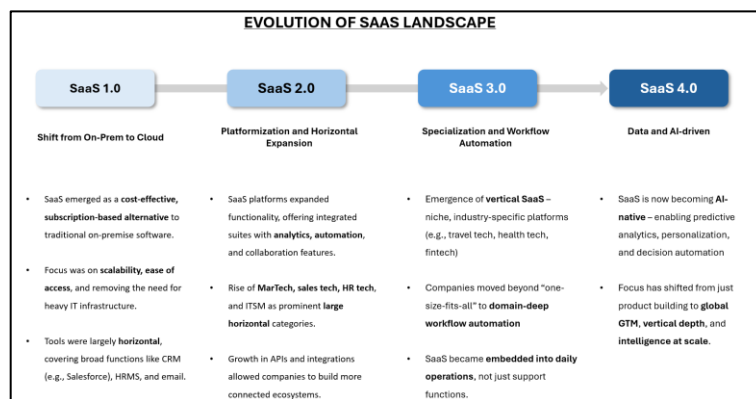 EVOLUTION OF SAAS LANDSCAPE
SaaS 1.0
Shift from On-Prem to Cloud
• SaaS emerged as a cost-effective,
subscription-based alternative to
traditional on-premise software.
• Focus was on scalability, ease of
access, and removing the need for
heavy IT infrastructure.
• Tools were largely horizontal,
covering broad functions like CRM
(e.g., Salesforce), HRMS, and email.
SaaS 2.0
Platformization and Horizontal
Expansion
• SaaS platforms expanded
functionality, offering integrated
suites with analytics, automation,
and collaboration features.
• Rise of MarTech, sales tech, HR tech,
and ITSM as prominent large
horizontal categories.
• Growth in APIs and integrations
allowed companies to build more
connected ecosystems.
SaaS 3.0
Specialization and Workflow
Automation
• Emergence of vertical SaaS –
niche, industry-specific platforms
(e.g., travel tech, health tech,
fintech)
• Companies moved beyond “one-
size-fits-all” to domain-deep
workflow automation
• SaaS became embedded into daily
operations, not just support
functions.
SaaS 4.0
Data and AI-driven
• SaaS is now becoming AI-
native – enabling predictive
analytics, personalization,
and decision automation
• Focus has shifted from just
product building to global
GTM, vertical depth, and
intelligence at scale.